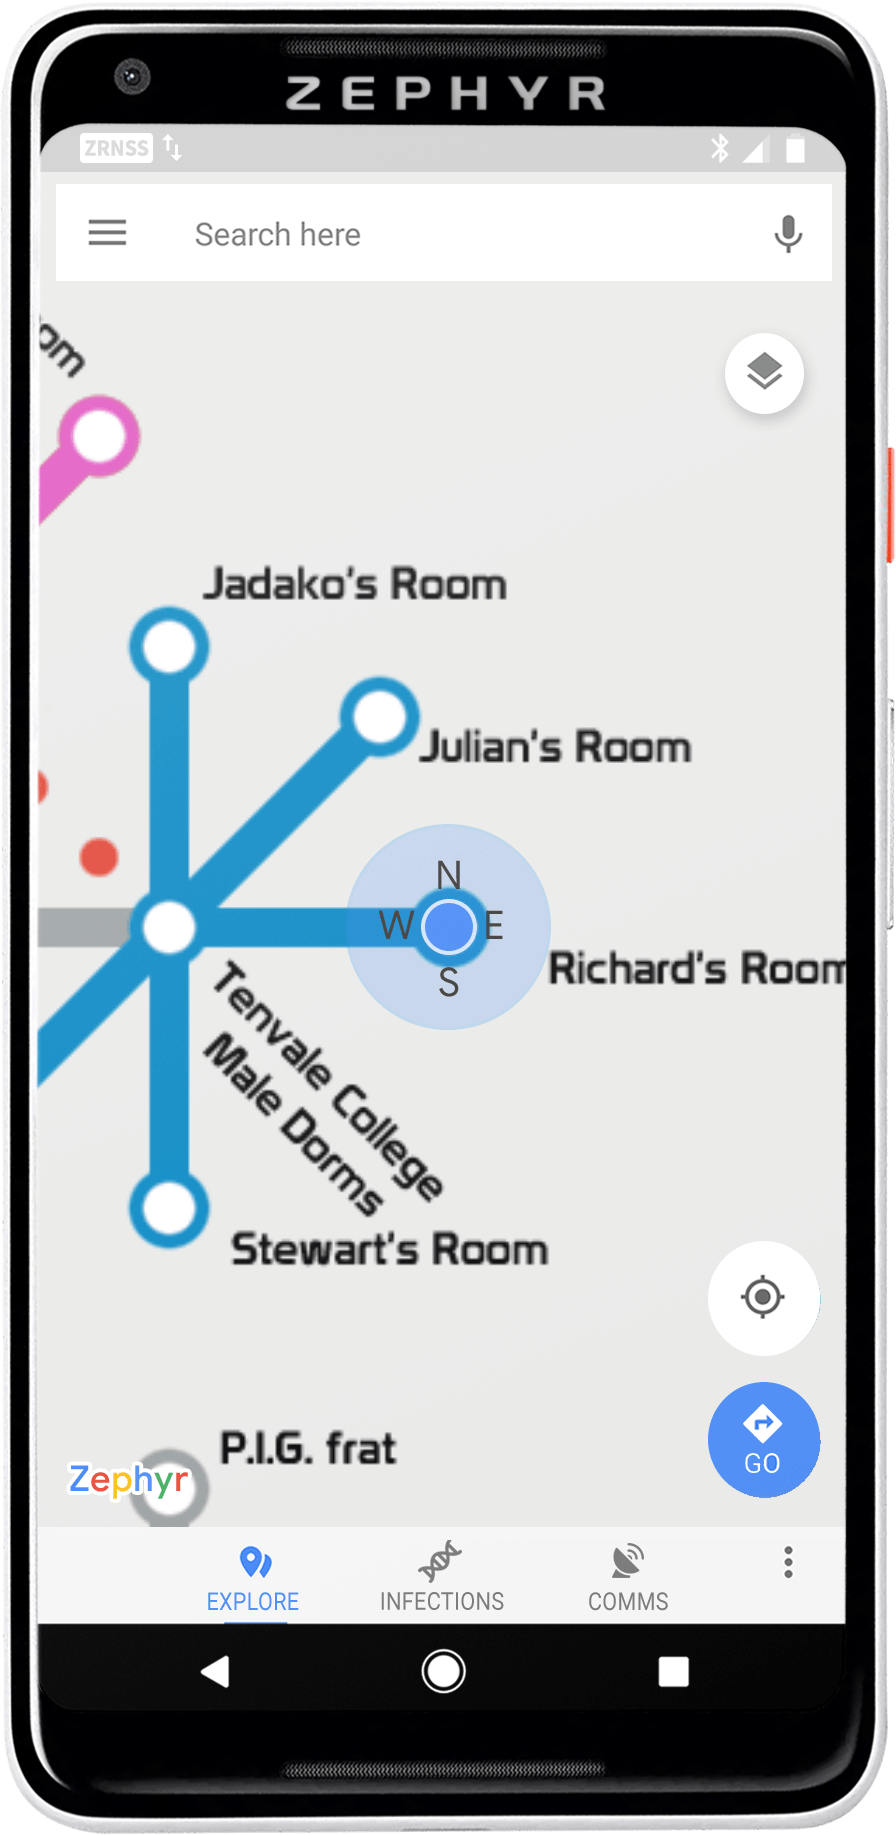 ZEPHYR
ZRNSS
Search here
Jadako's Room
Julian's Room
N
W E
S
Richard's Room
Tenvale College
Male Dorms
Stewart's Room
P.I.G. frat
Zephyr
GO
EXPLORE
INFECTIONS
COMMS